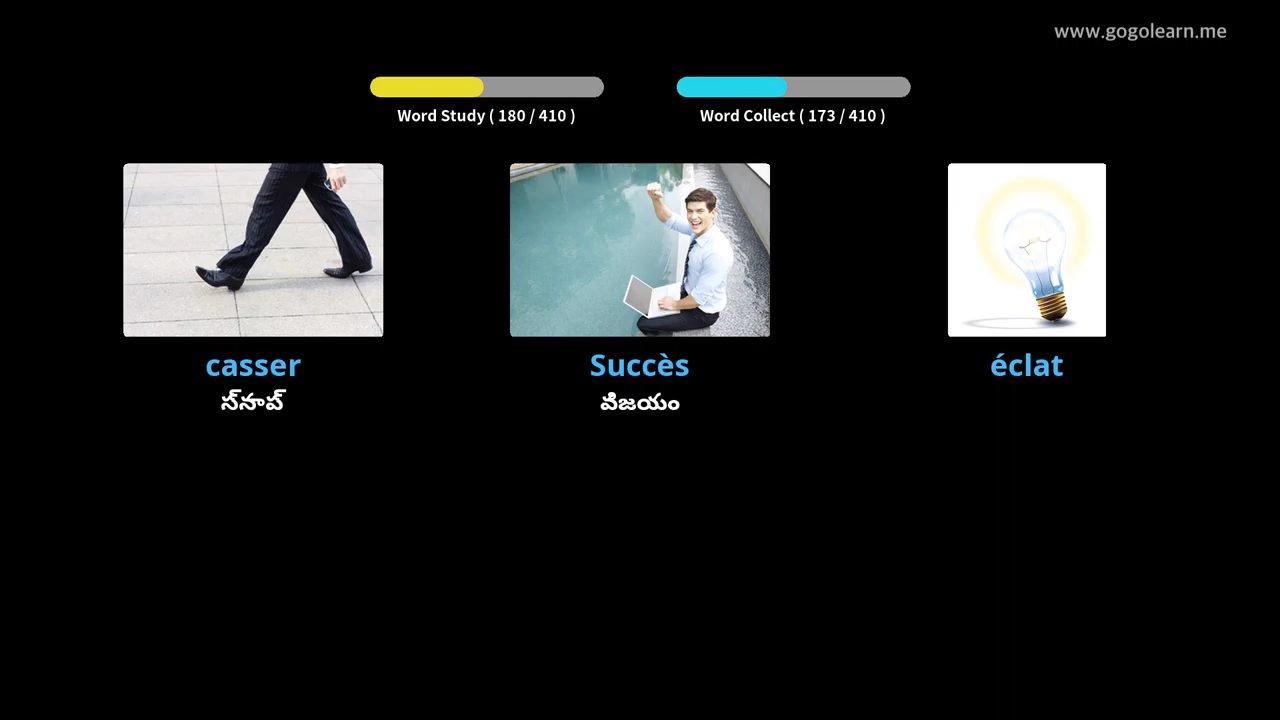 www.gogolearn.me
Word Study ( 180 / 410 )
Word Collect ( 173 / 410 )
casser
Succès
éclat
స్నాప్
విజయం